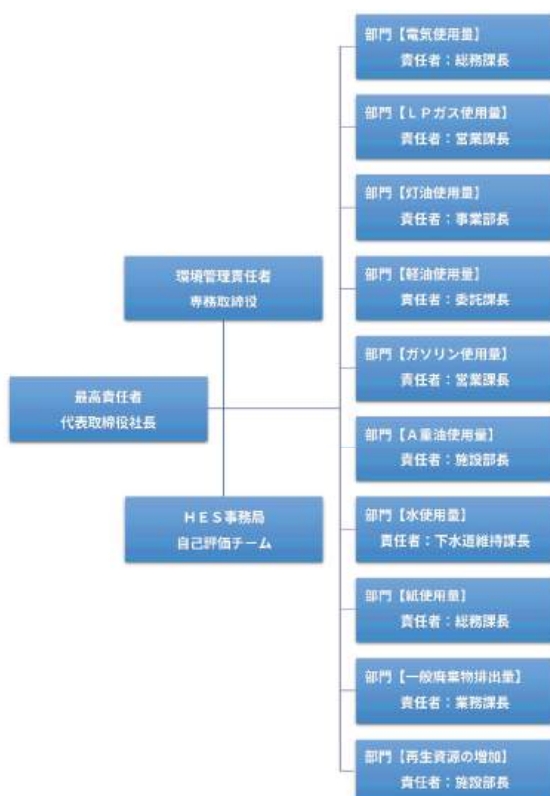 部門【電気使用量】
責任者：総務課長
部門【ＬＰガス使用量】
責任者：営業課長
部門【灯油使用量】
責任者：事業部長
環境管理責任者
専務取締役
部門【軽油使用量】
責任者：委託課長
部門【ガソリン使用量】
責任者：営業課長
最高責任者
代表取締役社長
部門【Ａ重油使用量】
責任者：施設部長
ＨＥＳ事務局
自己評価チーム
部門【水使用量】
責任者：下水道維持課長
部門【紙使用量】
責任者：総務課長
部門【一般廃棄物排出量】
責任者：業務課長
部門【再生資源の増加】
責任者：施設部長